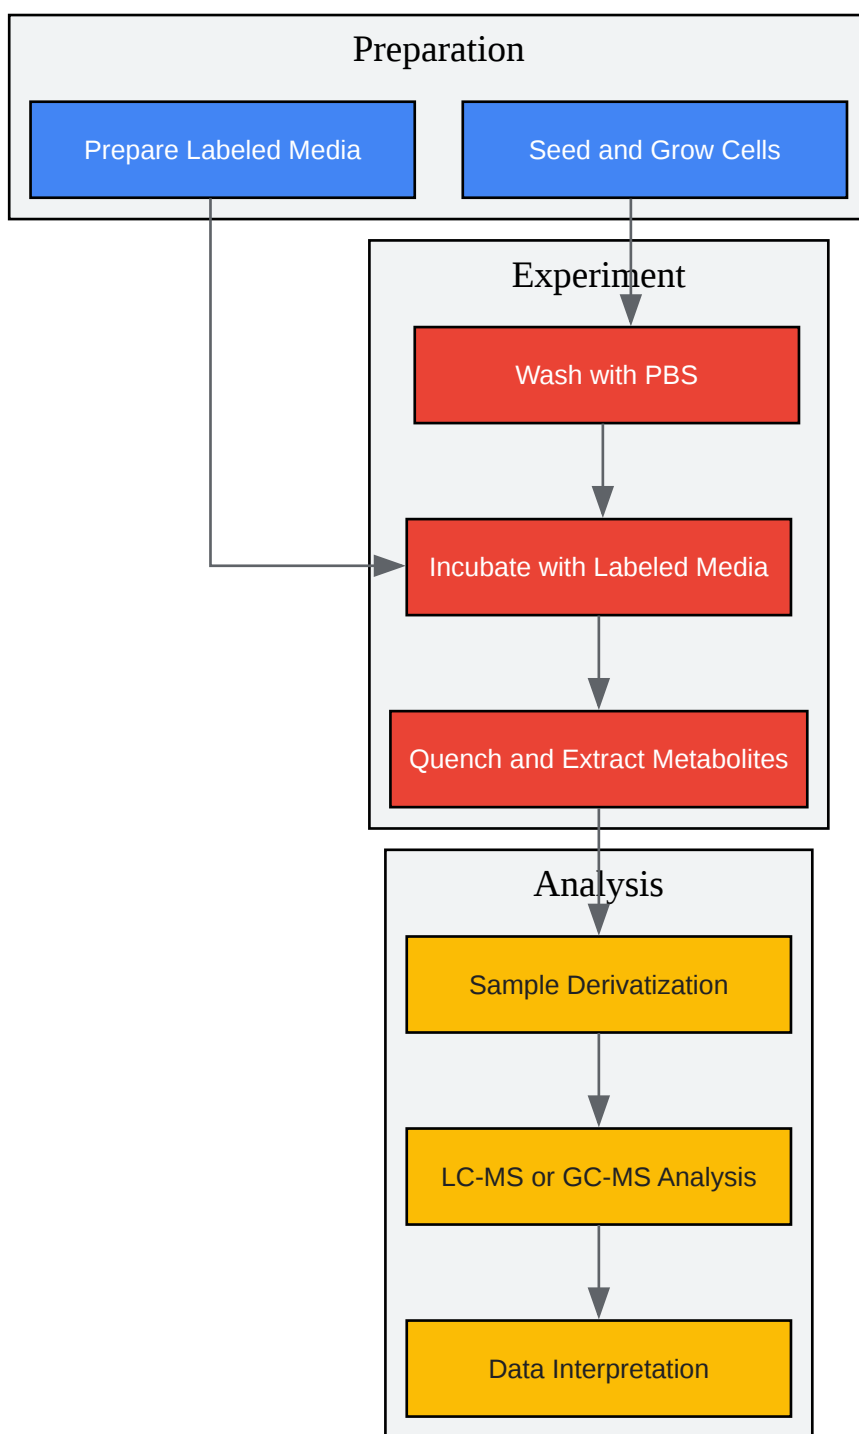 Preparation
Prepare Labeled Media
Seed and Grow Cells
Experiment
Wash with PBS
Incubate with Labeled Media
Quench and Extract Metabolites
Analysis
Sample Derivatization
LC-MS or GC-MS Analysis
Data Interpretation